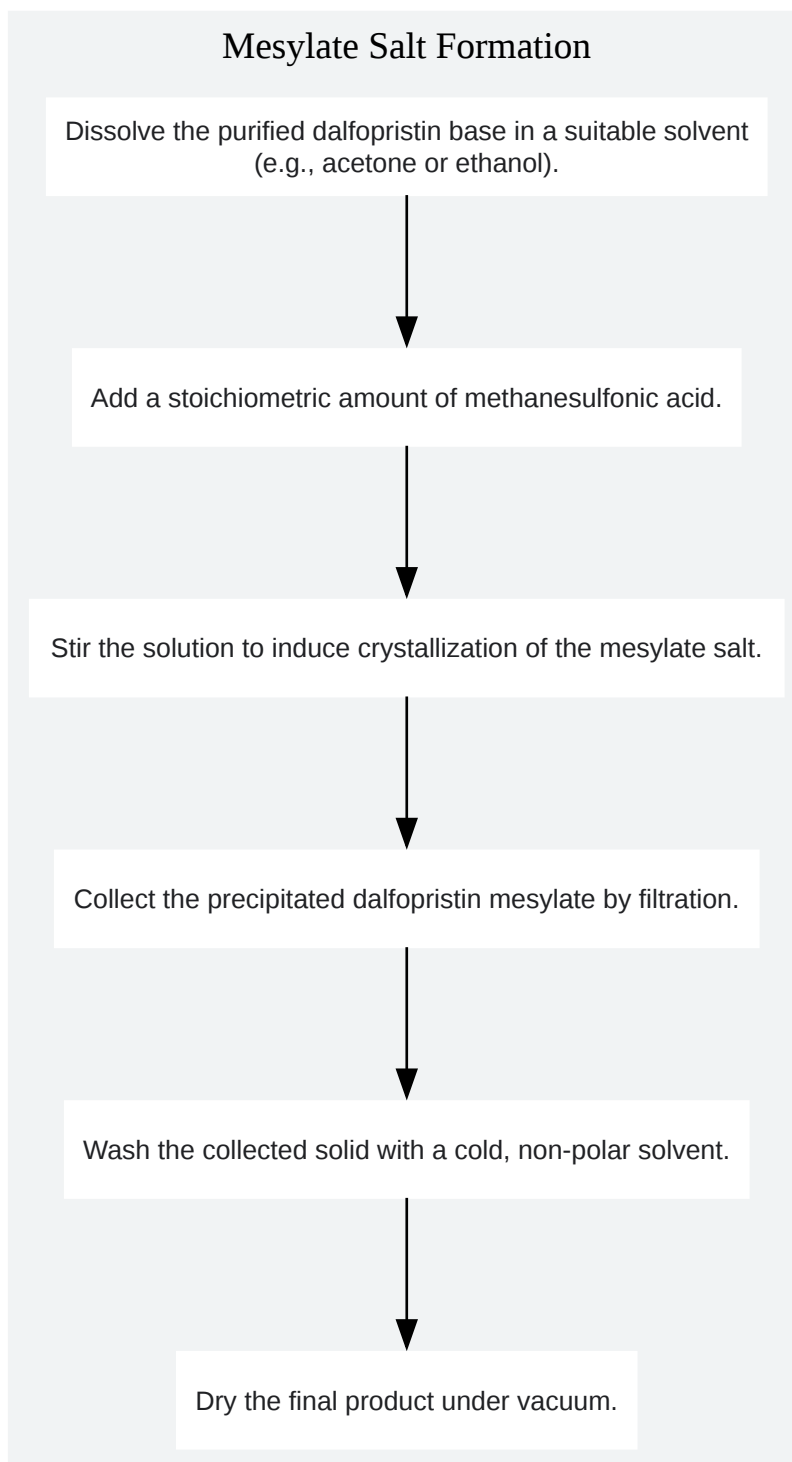 Mesylate Salt Formation
Dissolve the purified dalfopristin base in a suitable solvent
(e.g., acetone or ethanol).
Add a stoichiometric amount of methanesulfonic acid.
Stir the solution to induce crystallization of the mesylate salt.
Collect the precipitated dalfopristin mesylate by filtration.
Wash the collected solid with a cold, non-polar solvent.
Dry the final product under vacuum.